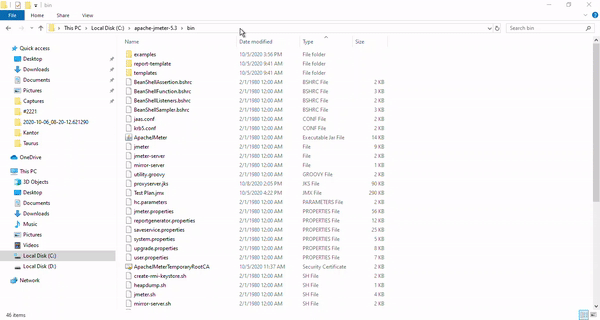 bin
File Home Share View
This PC > Local Disk (C:) > apache-jmeter-5.3 > bin Search bin
Name Date modified Type Size
Quick access
Desktop
Downloads
Documents
Pictures
Captures
#2221
2020-10-06_08-20-12.621290
Kantor
Taurus
OneDrive
This PC
3D Objects
Desktop
Documents
Downloads
Music
Pictures
Videos
Local Disk (C:)
Local Disk (D:)
Network
examples 10/5/2020 3:56 PM File folder
report-template 10/5/2020 9:41 AM File folder
templates 10/5/2020 9:41 AM File folder
BeanShellAssertion.bshrc 2/1/1980 12:00 AM BSHRC File 2 KB
BeanShellFunction.bshrc 2/1/1980 12:00 AM BSHRC File 3 KB
BeanShellListeners.bshrc 2/1/1980 12:00 AM BSHRC File 2 KB
BeanShellSampler.bshrc 2/1/1980 12:00 AM BSHRC File 3 KB
jaas.conf 2/1/1980 12:00 AM CONF File 2 KB
krb5.conf 2/1/1980 12:00 AM CONF File 2 KB
ApacheJMeter 2/1/1980 12:00 AM Executable Jar File 14 KB
jmeter 2/1/1980 12:00 AM File 9 KB
jmeter-server 2/1/1980 12:00 AM File 2 KB
mirror-server 2/1/1980 12:00 AM File 1 KB
utility.groovy 2/1/1980 12:00 AM GROOVY File 2 KB
proxyserver.jks 10/8/2020 2:05 PM JKS File 90 KB
Test Plan.jmx 10/5/2020 4:22 PM JMX File 290 KB
hc.parameters 2/1/1980 12:00 AM PARAMETERS File 2 KB
jmeter.properties 2/1/1980 12:00 AM PROPERTIES File 56 KB
reportgenerator.properties 2/1/1980 12:00 AM PROPERTIES File 12 KB
saveservice.properties 2/1/1980 12:00 AM PROPERTIES File 25 KB
system.properties 2/1/1980 12:00 AM PROPERTIES File 5 KB
upgrade.properties 2/1/1980 12:00 AM PROPERTIES File 8 KB
user.properties 2/1/1980 12:00 AM PROPERTIES File 7 KB
ApacheJMeterTemporaryRootCA 10/5/2020 11:37 AM Security Certificate 2 KB
create-rmi-keystore.sh 2/1/1980 12:00 AM SH File 2 KB
heapdump.sh 2/1/1980 12:00 AM SH File 1 KB
jmeter.sh 2/1/1980 12:00 AM SH File 4 KB
mirror-server.sh 2/1/1980 12:00 AM SH File 2 KB
46 items